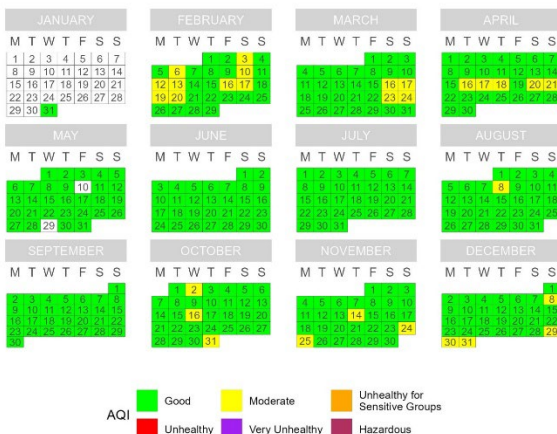 JANUARY
M T W T F S S
1 2 3 4 5 6 7
8 9 10 11 12 13 14
15 16 17 18 19 20 21
22 23 24 25 26 27 28
29 30 31
FEBRUARY
M T W T F S S
1 2 3 4
5 6 7 8 9 10 11
12 13 14 15 16 17 18
19 20 21 22 23 24 25
26 27 28 29
MARCH
M T W T F S S
1 2 3
4 5 6 7 8 9 10
11 12 13 14 15 16 17
18 19 20 21 22 23 24
25 26 27 28 29 30 31
APRIL
M T W T F S S
1 2 3 4 5 6 7
8 9 10 11 12 13 14
15 16 17 18 19 20 21
22 23 24 25 26 27 28
29 30
MAY
M T W T F S S
1 2 3 4 5
6 7 8 9 10 11 12
13 14 15 16 17 18 19
20 21 22 23 24 25 26
27 28 29 30 31
JUNE
M T W T F S S
1 2
3 4 5 6 7 8 9
10 11 12 13 14 15 16
17 18 19 20 21 22 23
24 25 26 27 28 29 30
JULY
M T W T F S S
1 2 3 4 5 6 7
8 9 10 11 12 13 14
15 16 17 18 19 20 21
22 23 24 25 26 27 28
29 30 31
AUGUST
M T W T F S S
1 2 3 4
5 6 7 8 9 10 11
12 13 14 15 16 17 18
19 20 21 22 23 24 25
26 27 28 29 30 31
SEPTEMBER
M T W T F S S
1
2 3 4 5 6 7 8
9 10 11 12 13 14 15
16 17 18 19 20 21 22
23 24 25 26 27 28 29
30
OCTOBER
M T W T F S S
1 2 3 4 5 6
7 8 9 10 11 12 13
14 15 16 17 18 19 20
21 22 23 24 25 26 27
28 29 30 31
NOVEMBER
M T W T F S S
1 2 3
4 5 6 7 8 9 10
11 12 13 14 15 16 17
18 19 20 21 22 23 24
25 26 27 28 29 30
DECEMBER
M T W T F S S
1
2 3 4 5 6 7 8
9 10 11 12 13 14 15
16 17 18 19 20 21 22
23 24 25 26 27 28 29
30 31
AQI
Good
Moderate
Unhealthy for
Sensitive Groups
Unhealthy
Very Unhealthy
Hazardous